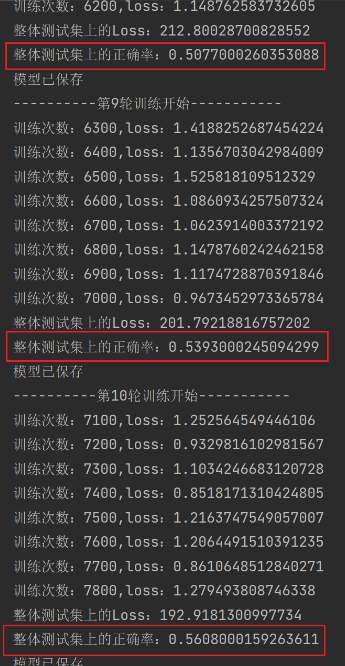 训练次数：6200,loss：1.148762583732605
整体测试集上的Loss：212.80028700828552
整体测试集上的正确率：0.5077000260353088
模型已保存
----------第9轮训练开始-----------
训练次数：6300,loss：1.4188252687454224
训练次数：6400,loss：1.1356703042984009
训练次数：6500,loss：1.525818109512329
训练次数：6600,loss：1.0860934257507324
训练次数：6700,loss：1.0623914003372192
训练次数：6800,loss：1.1478760242462158
训练次数：6900,loss：1.1174728870391846
训练次数：7000,loss：0.9673452973365784
整体测试集上的Loss：201.79218816757202
整体测试集上的正确率：0.5393000245094299
模型已保存
----------第10轮训练开始-----------
训练次数：7100,loss：1.252564549446106
训练次数：7200,loss：0.9329816102981567
训练次数：7300,loss：1.1034246683120728
训练次数：7400,loss：0.8518171310424805
训练次数：7500,loss：1.2163747549057007
训练次数：7600,loss：1.2064491510391235
训练次数：7700,loss：0.8610648512840271
训练次数：7800,loss：1.279493808746338
整体测试集上的Loss：192.9181300997734
整体测试集上的正确率：0.5608000159263611
模型已保存